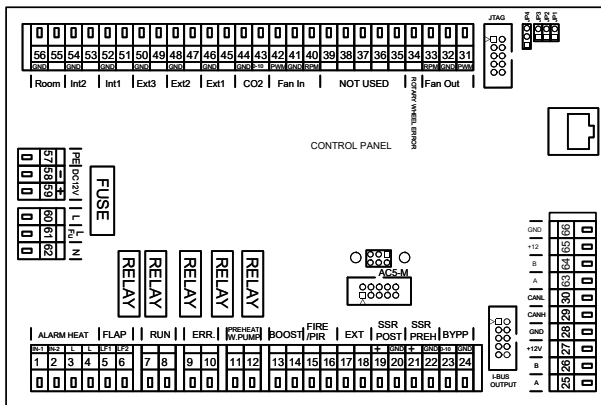 JTAG
JP4
JP3
JP2
JP1
56 55 54 53 52 51 50 49 48 47 46 45 44 43 42 41 40 39 38 37 36 35 34 33 32 31
GND GND GND GND GND GND GND 0-10 PWM GND RPM RPM GND PWM
Room Int2 Int1 Ext3 Ext2 Ext1 CO2 Fan In NOT USED ROTARY WHEEL ERROR Fan Out
CONTROL PANEL
57 PE
58 -
59 +
DC12V
FUSE
60 L
61 L
Fu
62 N
RELAY RELAY RELAY RELAY RELAY
AC5-M
GND 66
+12 65
B 64
A 63
CANL 30
CANH 29
GND 28
+12V 27
B 26
A 25
I-BUS
OUTPUT
ALARM HEAT FLAP RUN ERR. PREHEAT W.PUMP BOOST FIRE /PIR EXT SSR POST SSR PREH BYPP
IN-1 IN-2 L L LF1 LF2 + GND + GND 0-10 GND
1 2 3 4 5 6 7 8 9 10 11 12 13 14 15 16 17 18 19 20 21 22 23 24